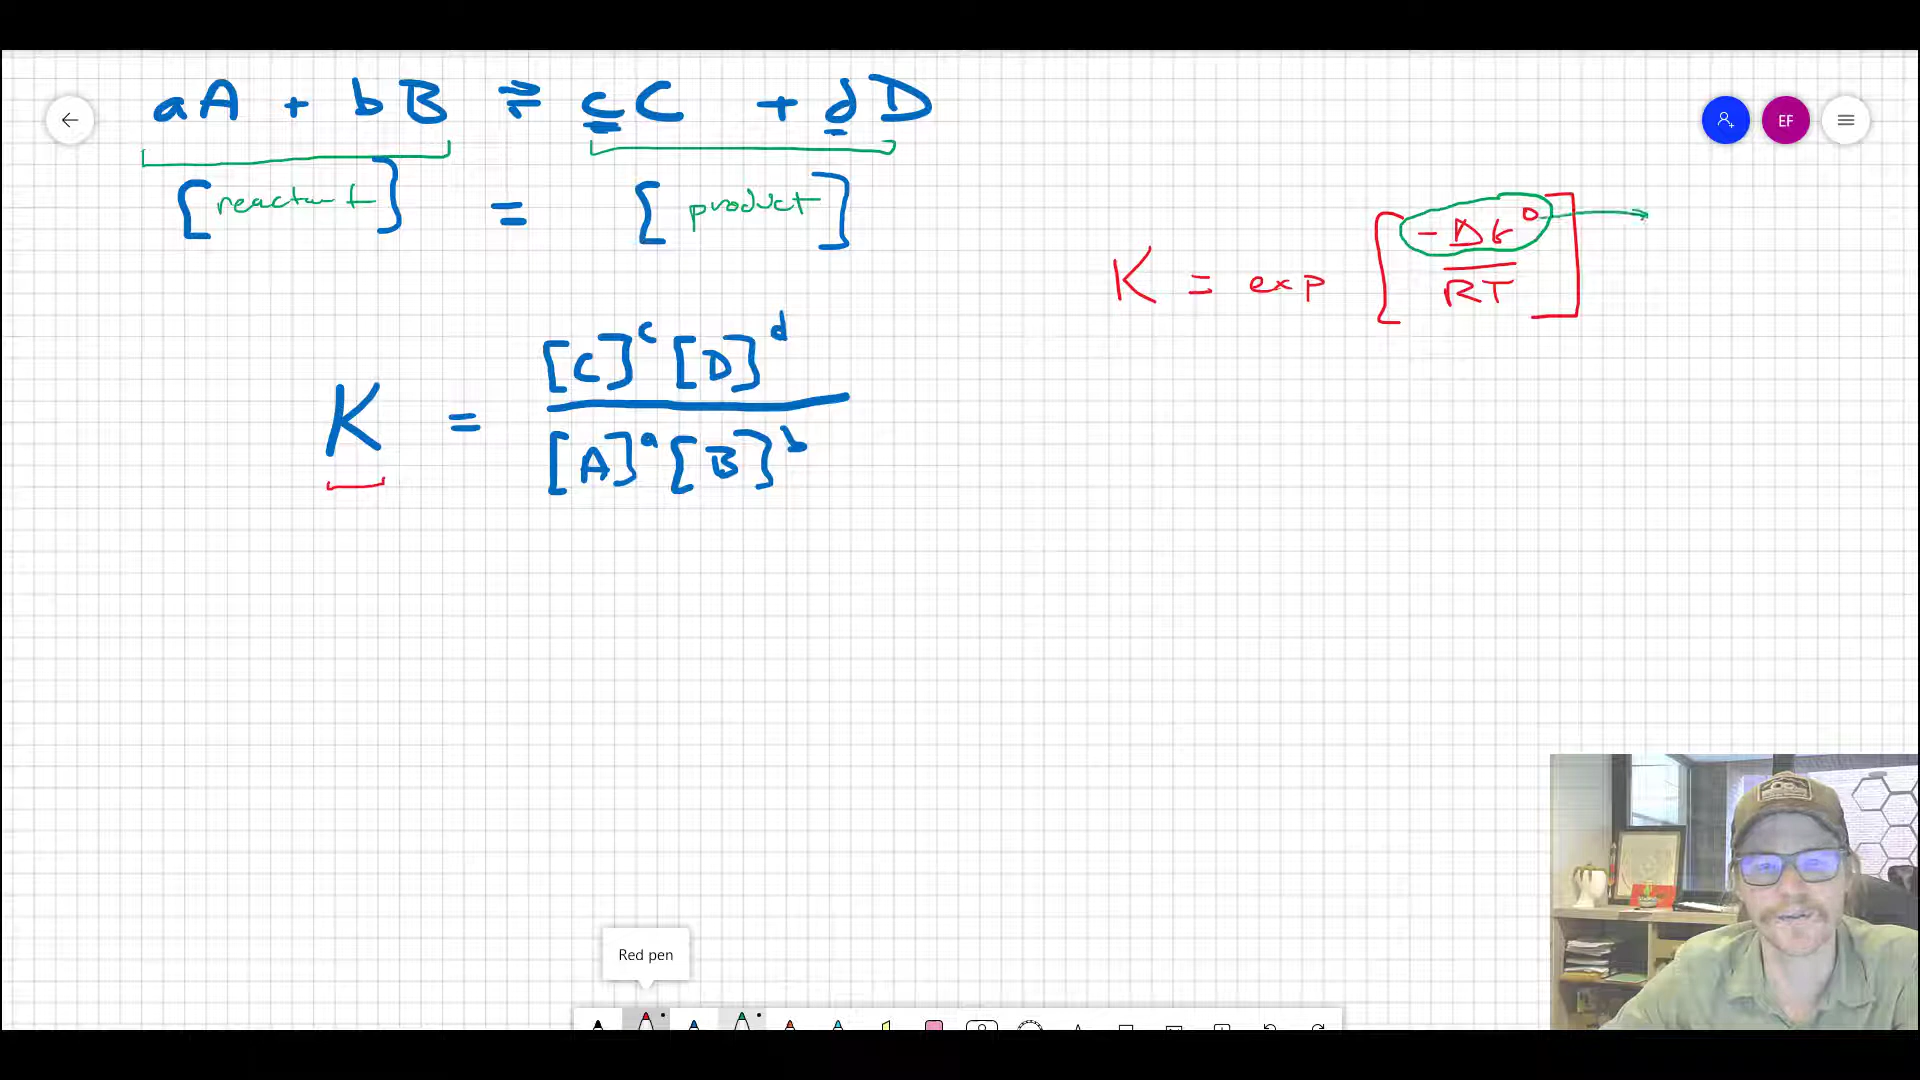 aA + bB ⇌ cC + dD
[reactant] = [product]
EF
K = exp [-ΔG° / RT]
K = [C]^c [D]^d / [A]^a [B]^b
Red pen